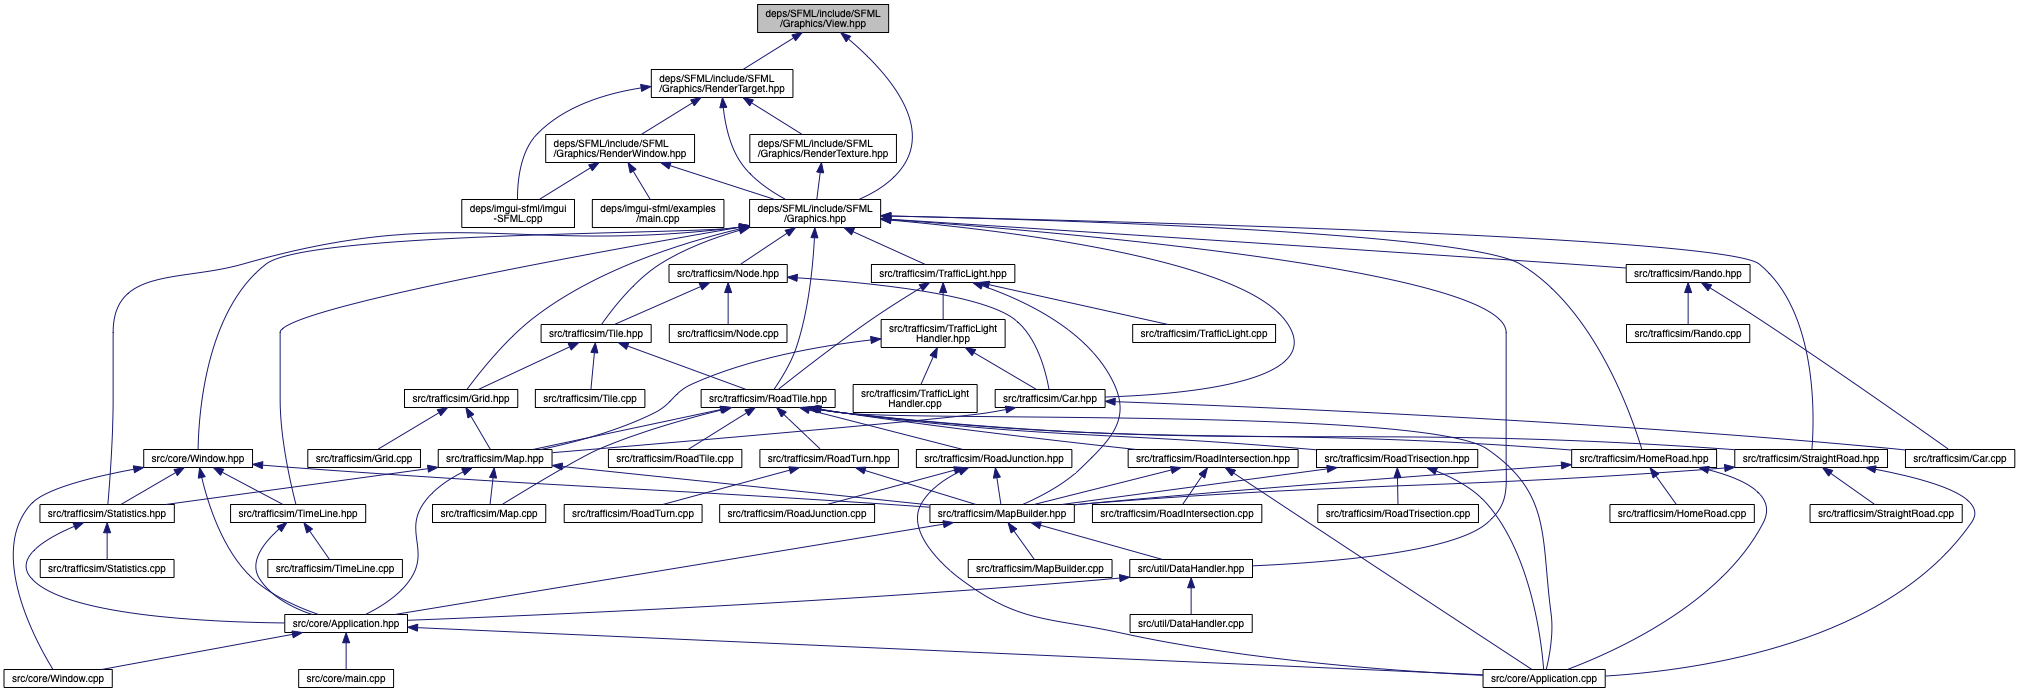 deps/SFML/include/SFML
/Graphics/View.hpp
deps/SFML/include/SFML
/Graphics/RenderTarget.hpp
deps/SFML/include/SFML
/Graphics/RenderWindow.hpp
deps/SFML/include/SFML
/Graphics/RenderTexture.hpp
deps/imgui-sfml/imgui
-SFML.cpp
deps/imgui-sfml/examples
/main.cpp
deps/SFML/include/SFML
/Graphics.hpp
src/trafficsim/Node.hpp
src/trafficsim/TrafficLight.hpp
src/trafficsim/Rando.hpp
src/trafficsim/Tile.hpp
src/trafficsim/Node.cpp
src/trafficsim/TrafficLight
Handler.hpp
src/trafficsim/TrafficLight.cpp
src/trafficsim/Rando.cpp
src/trafficsim/Grid.hpp
src/trafficsim/Tile.cpp
src/trafficsim/RoadTile.hpp
src/trafficsim/TrafficLight
Handler.cpp
src/trafficsim/Car.hpp
src/core/Window.hpp
src/trafficsim/Grid.cpp
src/trafficsim/Map.hpp
src/trafficsim/RoadTile.cpp
src/trafficsim/RoadTurn.hpp
src/trafficsim/RoadJunction.hpp
src/trafficsim/RoadIntersection.hpp
src/trafficsim/RoadTrisection.hpp
src/trafficsim/HomeRoad.hpp
src/trafficsim/StraightRoad.hpp
src/trafficsim/Car.cpp
src/trafficsim/Statistics.hpp
src/trafficsim/TimeLine.hpp
src/trafficsim/Map.cpp
src/trafficsim/RoadTurn.cpp
src/trafficsim/RoadJunction.cpp
src/trafficsim/MapBuilder.hpp
src/trafficsim/RoadIntersection.cpp
src/trafficsim/RoadTrisection.cpp
src/trafficsim/HomeRoad.cpp
src/trafficsim/StraightRoad.cpp
src/trafficsim/Statistics.cpp
src/trafficsim/TimeLine.cpp
src/trafficsim/MapBuilder.cpp
src/util/DataHandler.hpp
src/core/Application.hpp
src/util/DataHandler.cpp
src/core/Window.cpp
src/core/main.cpp
src/core/Application.cpp